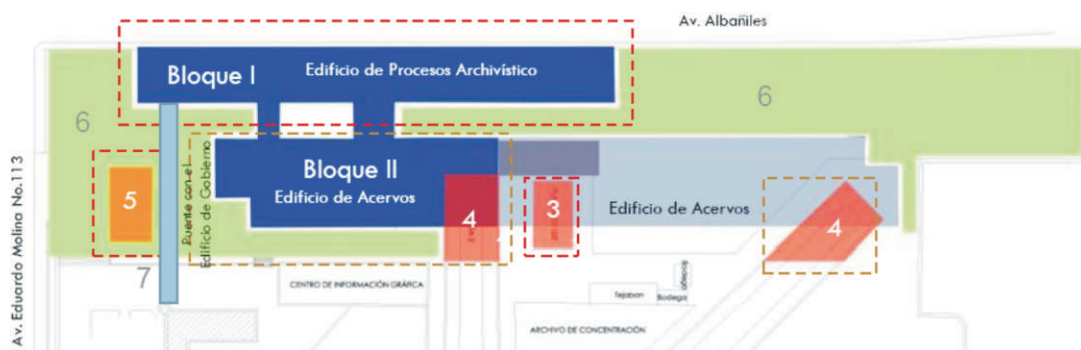 Av. Albañiles
Bloque I
Edificio de Procesos Archivístico
6
6
Av. Eduardo Molina No.113
5
Puente con el
Edificio de Gobierno
Bloque II
Edificio de Acervos
4
3
Edificio de Acervos
4
7
CENTRO DE INFORMACIÓN GRÁFICA
Bodega
Tejaban
Bodega
ARCHIVO DE CONCENTRACIÓN